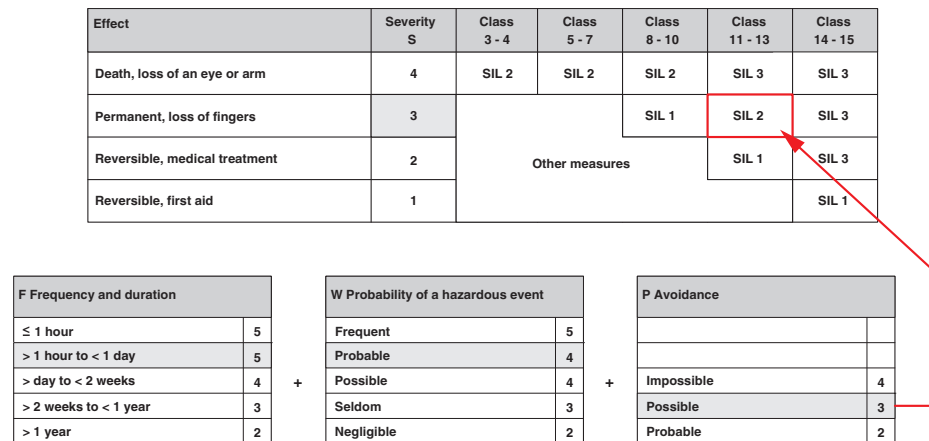 Effect Severity S Class 3 - 4 Class 5 - 7 Class 8 - 10 Class 11 - 13 Class 14 - 15
Death, loss of an eye or arm 4 SIL 2 SIL 2 SIL 2 SIL 3 SIL 3
Permanent, loss of fingers 3 SIL 1 SIL 2 SIL 3
Reversible, medical treatment 2 Other measures SIL 1 SIL 3
Reversible, first aid 1 SIL 1
F Frequency and duration W Probability of a hazardous event P Avoidance
≤ 1 hour 5 Frequent 5
> 1 hour to < 1 day 5 Probable 4
> day to < 2 weeks 4 + Possible 4 + Impossible 4
> 2 weeks to < 1 year 3 Seldom 3 Possible 3
> 1 year 2 Negligible 2 Probable 2